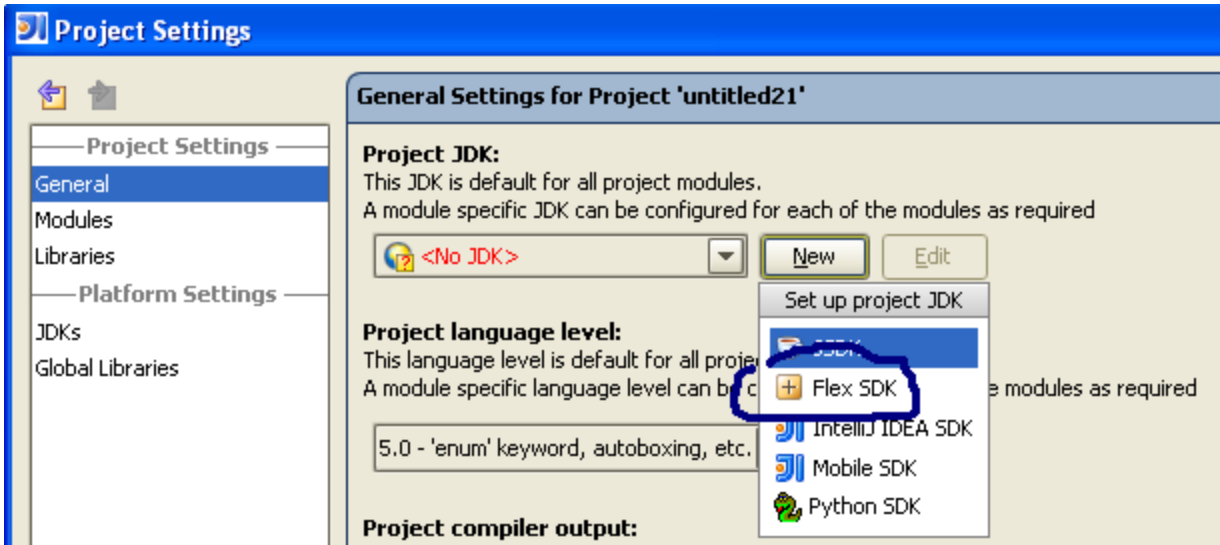 Project Settings
General Settings for Project 'untitled21'
Project Settings
General
Modules
Libraries
Platform Settings
JDKs
Global Libraries
Project JDK:
This JDK is default for all project modules.
A module specific JDK can be configured for each of the modules as required
<No JDK>
New
Edit
Set up project JDK
JSDK
Flex SDK
IntelliJ IDEA SDK
Mobile SDK
Python SDK
Project language level:
This language level is default for all projec
A module specific language level can be c e modules as required
5.0 - 'enum' keyword, autoboxing, etc.
Project compiler output: